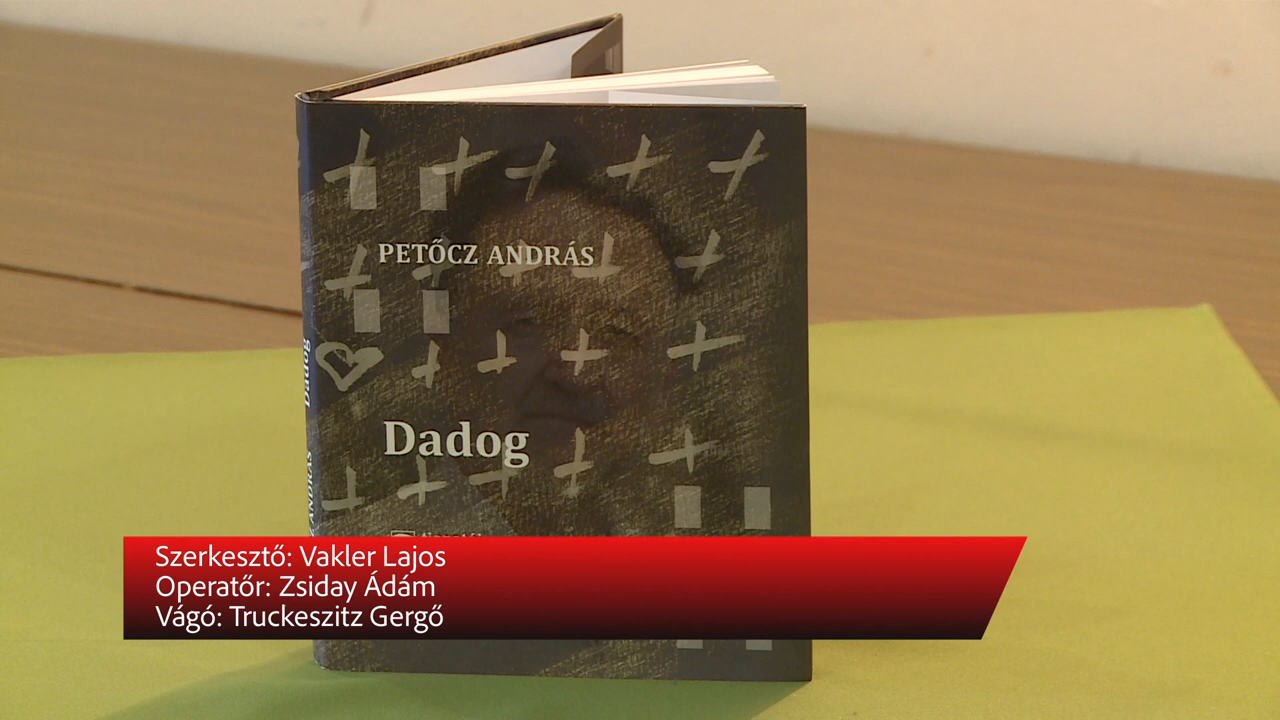 PETŐCZ ANDRÁS
Dadog
Dadog
ANDRÁS
Szerkesztő: Vakler Lajos
Operatőr: Zsiday Ádám
Vágó: Truckeszitz Gergő